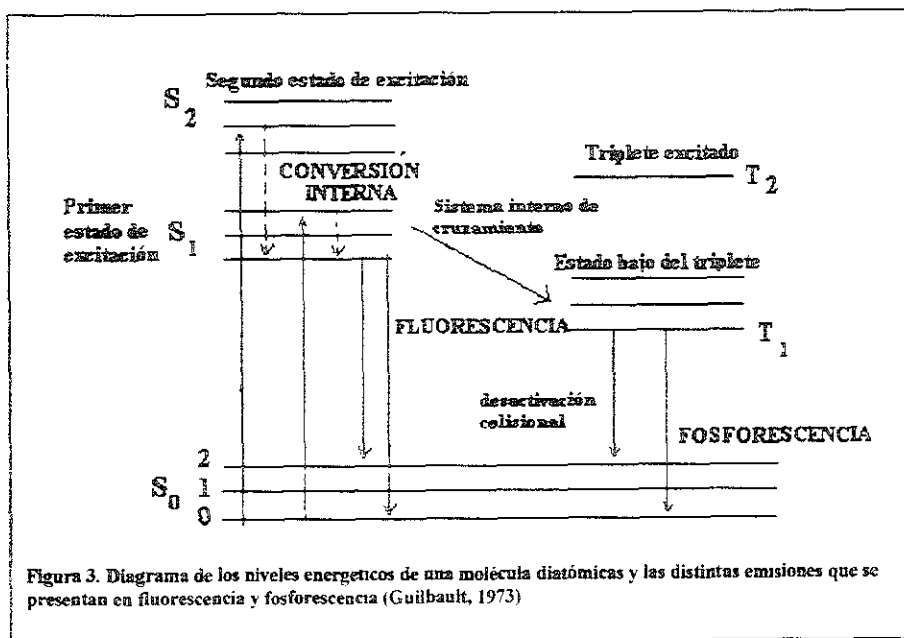 Segundo estado de excitación
S2
CONVERSIÓN
INTERNA
Triplete excitado
T2
Primer
estado de
excitación
S1
Sistema interno de
cruzamiento
Estado bajo del triplete
FLUORESCENCIA
T1
desactivación
colisional
FOSFORESCENCIA
2
S0
1
0
Figura 3. Diagrama de los niveles energeticos de una molécula diatómicas y las distintas emisiones que se
presentan en fluorescencia y fosforescencia (Guilbault, 1973)